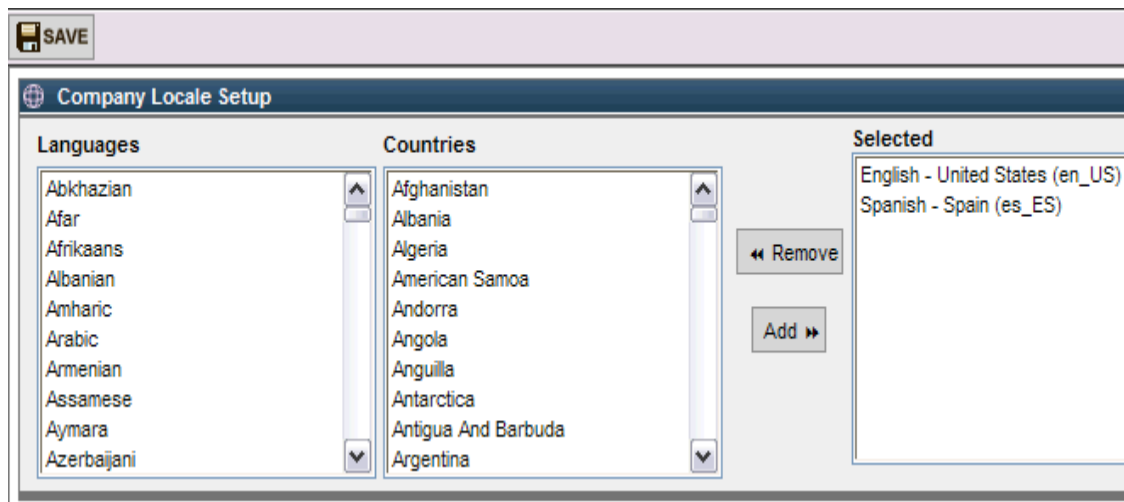 SAVE
Company Locale Setup
Languages
Abkhazian
Afar
Afrikaans
Albanian
Amharic
Arabic
Armenian
Assamese
Aymara
Azerbaijani
Countries
Afghanistan
Albania
Algeria
American Samoa
Andorra
Angola
Anguilla
Antarctica
Antigua And Barbuda
Argentina
Remove
Add
Selected
English - United States (en_US)
Spanish - Spain (es_ES)